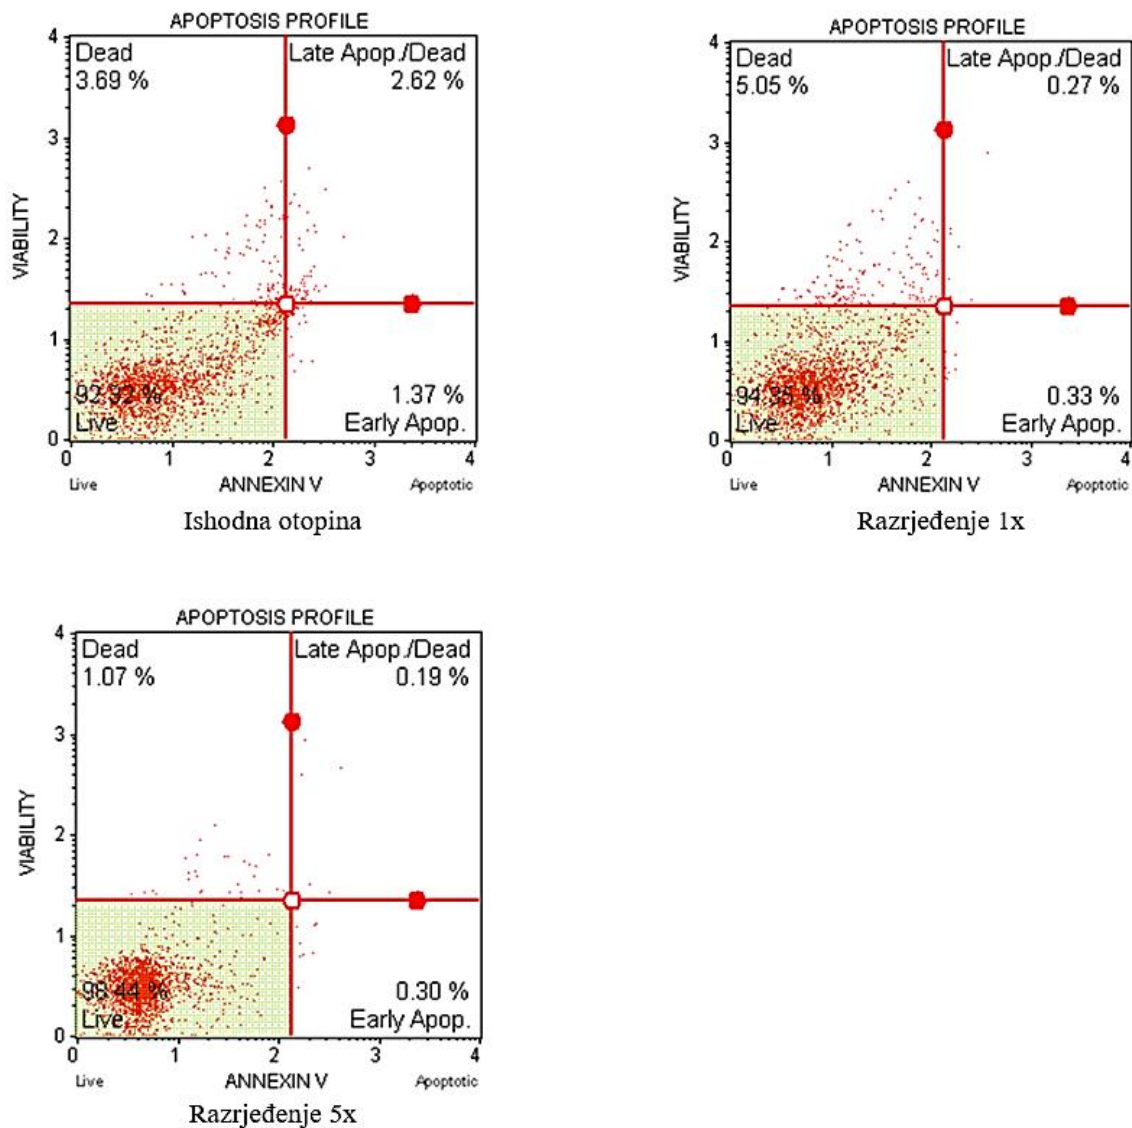 APOPTOSIS PROFILE
4
Dead
Late Apop./Dead
3.69 %
2.62 %
3
VIABILITY
2
1
92.32 %
1.37 %
Live
Early Apop.
0
0 1 2 3 4
Live
ANNEXIN V
Apoptotic
Ishodna otopina
APOPTOSIS PROFILE
4
Dead
Late Apop./Dead
5.05 %
0.27 %
3
VIABILITY
2
1
94.35 %
0.33 %
Live
Early Apop.
0
0 1 2 3 4
Live
ANNEXIN V
Apoptotic
Razrjeđenje 1x
APOPTOSIS PROFILE
4
Dead
Late Apop./Dead
1.07 %
0.19 %
3
VIABILITY
2
1
98.44 %
0.30 %
Live
Early Apop.
0
0 1 2 3 4
Live
ANNEXIN V
Apoptotic
Razrjeđenje 5x